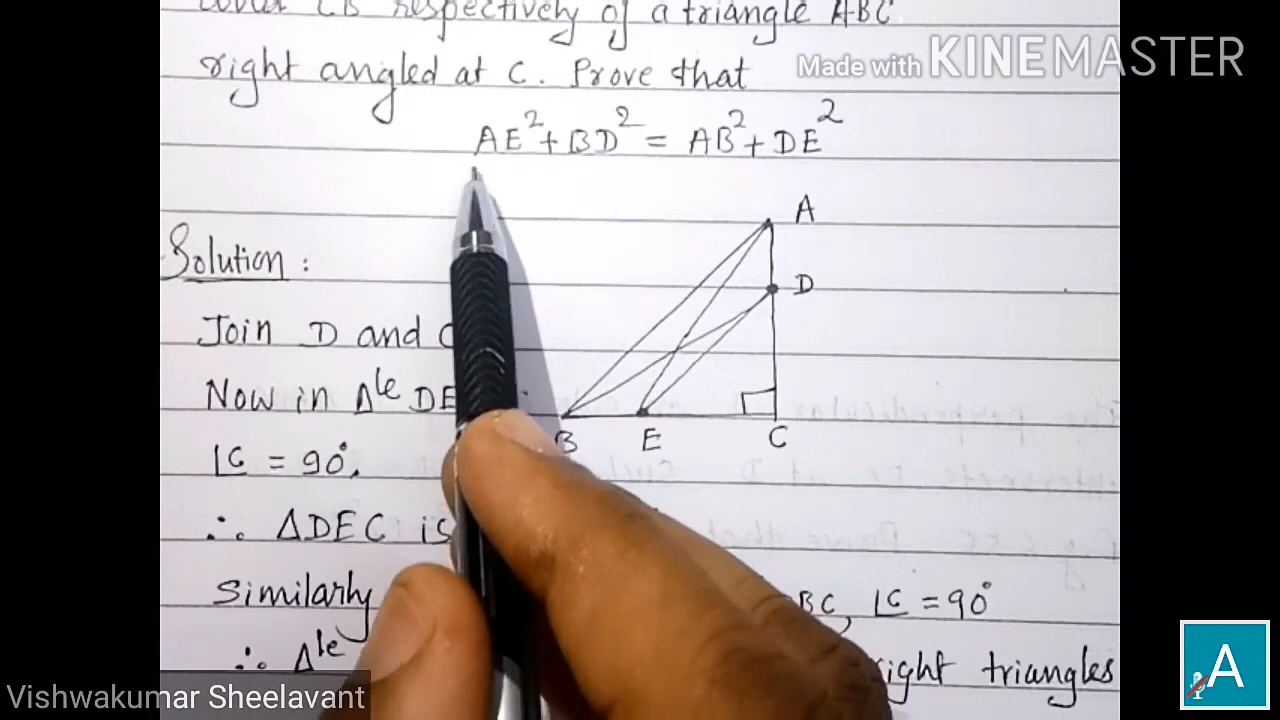 CB respectively of a triangle ABC
right angled at C. Prove that
Made with KINEMASTER
AE² + BD² = AB² + DE²
A
Solution :
D
Join D and
Now in Δle DE
B E C
∟C = 90°.
∴ ΔDEC is
Similarly BC, ∟C = 90°
∴ Δle right triangles
Vishwakumar Sheelavant
A